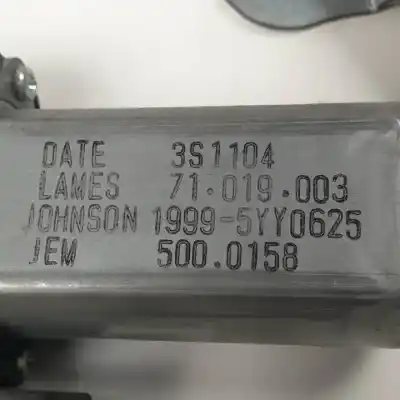 DATE 3S1104
LAMES 71.019.003
JOHNSON 1999-5YY0625
JEM 500.0158